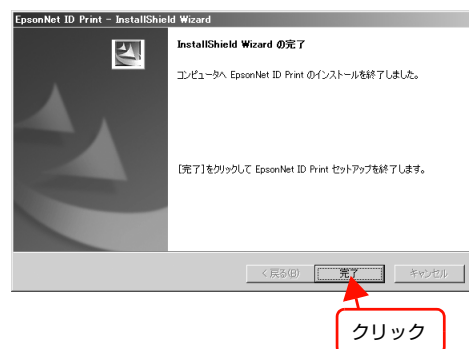 EpsonNet ID Print - InstallShield Wizard
InstallShield Wizard の完了
コンピュータへ EpsonNet ID Print のインストールを終了しました。
[完了]をクリックして EpsonNet ID Print セットアップを終了します。
< 戻る(B)
完了
キャンセル
クリック